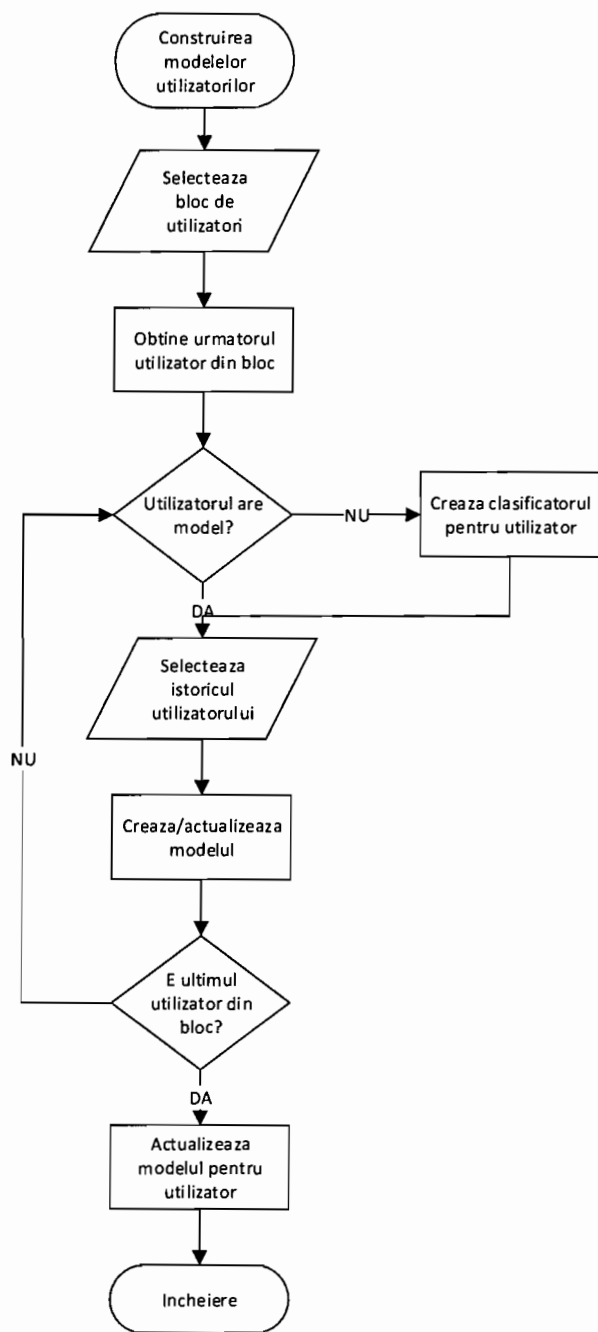 Construirea
modelelor
utilizatorilor
Selecteaza
bloc de
utilizatori
Obtine urmatorul
utilizator din bloc
Utilizatorul are
model?
NU
Creaza clasificatorul
pentru utilizator
DA
Selecteaza
istoricul
utilizatorului
NU
Creaza/actualizeaza
modelul
E ultimul
utilizator din
bloc?
DA
Actualizeaza
modelul pentru
utilizator
Incheiere